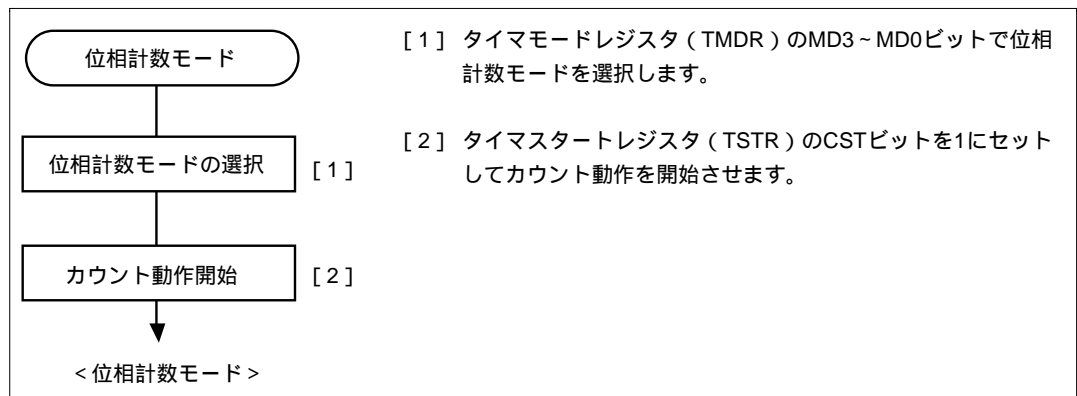 位相計数モード
位相計数モードの選択 [1]
カウント動作開始 [2]
<位相計数モード>
[1] タイマモードレジスタ(TMDR)のMD3~MD0ビットで位相
計数モードを選択します。
[2] タイマスタートレジスタ(TSTR)のCSTビットを1にセット
してカウント動作を開始させます。